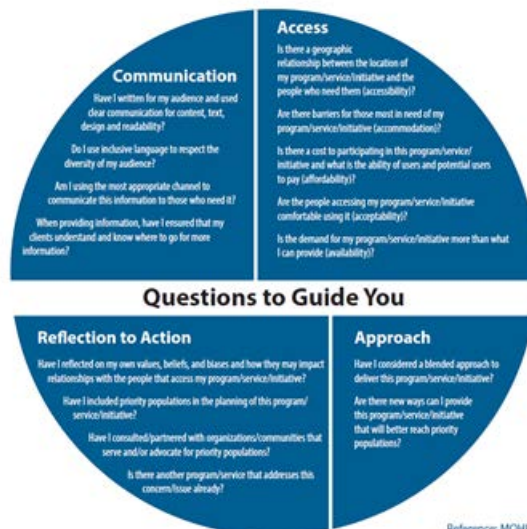 Communication
Have I written for my audience and used
clear communication for content, text,
design and readability?
Do I use inclusive language to respect the
diversity of my audience?
Am I using the most appropriate channel to
communicate this information to those who need it?
When providing information, have I ensured that my
clients understand and know where to go for more
information?
Access
Is there a geographic
relationship between the location of
my program/service/initiative and the
people who need them (accessibility)?
Are there barriers for those most in need of my
program/service/initiative (accommodation)?
Is there a cost to participating in this program/service/
initiative and what is the ability of users and potential users
to pay (affordability)?
Are the people accessing my program/service/initiative
comfortable using it (acceptability)?
Is the demand for my program/service/initiative more than what
I can provide (availability)?
Questions to Guide You
Reflection to Action
Have I reflected on my own values, beliefs, and biases and how they may impact
relationships with the people that access my program/service/initiative?
Have I included priority populations in the planning of this program/
service/initiative?
Have I consulted/partnered with organizations/communities that
serve and/or advocate for priority populations?
Is there another program/service that addresses this
concern/issue already?
Approach
Have I considered a blended approach to
deliver this program/service/initiative?
Are there new ways can I provide
this program/service/initiative
that will better reach priority
populations?
Reference: